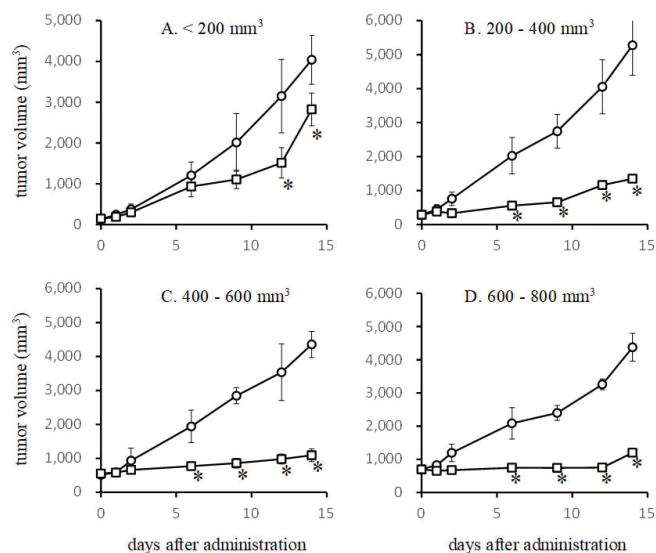 A. < 200 mm³
tumor volume (mm³)
5,000
4,000
3,000
2,000
1,000
0
0 5 10 15
* *
B. 200 - 400 mm³
6,000
5,000
4,000
3,000
2,000
1,000
0
0 5 10 15
* * * *
C. 400 - 600 mm³
tumor volume (mm³)
6,000
5,000
4,000
3,000
2,000
1,000
0
0 5 10 15
* * * *
days after administration
D. 600 - 800 mm³
6,000
5,000
4,000
3,000
2,000
1,000
0
0 5 10 15
* * * *
days after administration